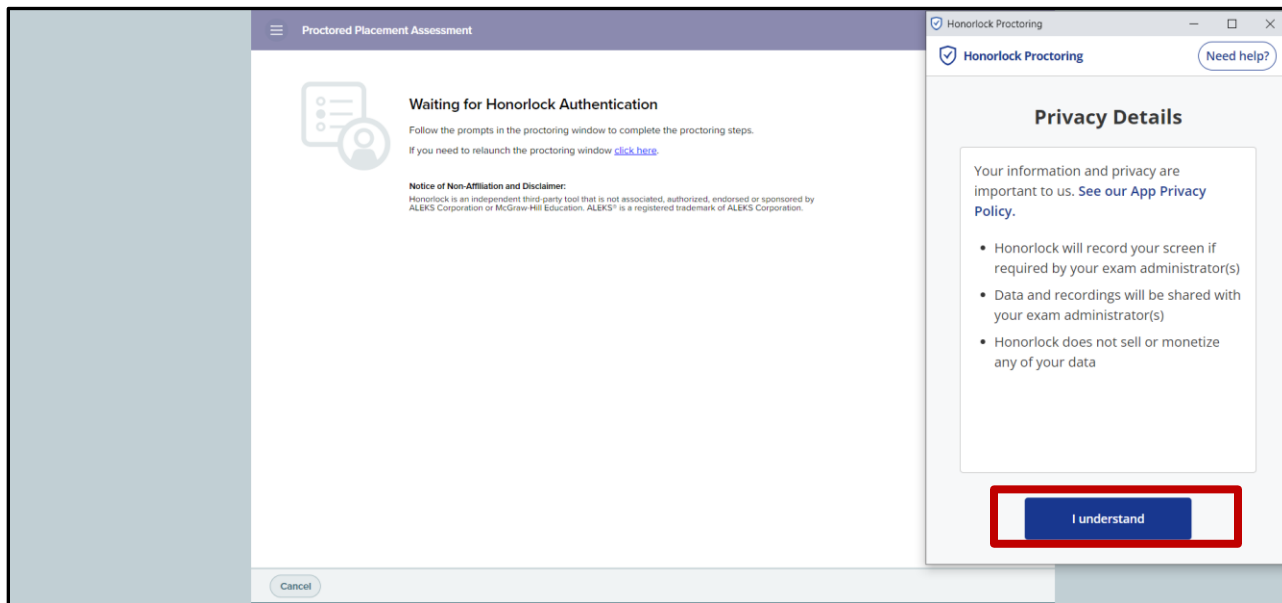 Proctored Placement Assessment
Waiting for Honorlock Authentication
Follow the prompts in the proctoring window to complete the proctoring steps.
If you need to relaunch the proctoring window click here.
Notice of Non-Affiliation and Disclaimer:
Honorlock is an independent third-party tool that is not associated, authorized, endorsed or sponsored by
ALEKS Corporation or McGraw-Hill Education. ALEKS® is a registered trademark of ALEKS Corporation.
Cancel
Honorlock Proctoring
Honorlock Proctoring
Need help?
Privacy Details
Your information and privacy are
important to us. See our App Privacy
Policy.
• Honorlock will record your screen if
required by your exam administrator(s)
• Data and recordings will be shared with
your exam administrator(s)
• Honorlock does not sell or monetize
any of your data
I understand